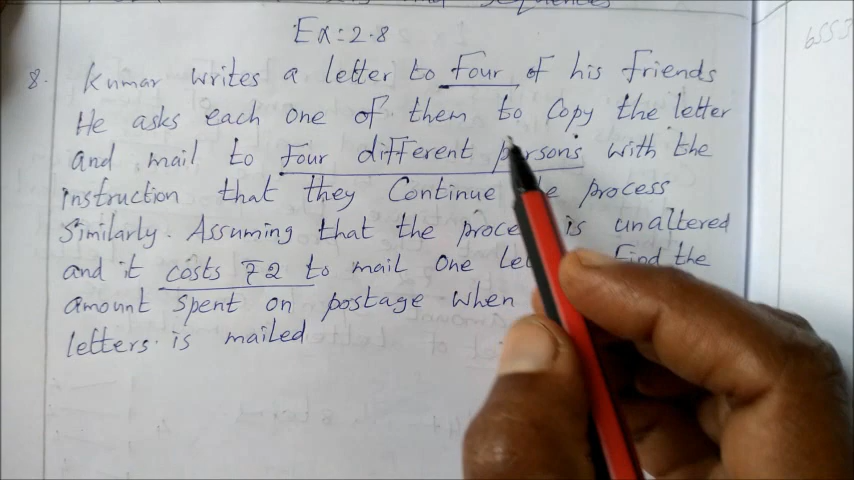 and Sequences
Ex: 2.8
6553
8. Kumar writes a letter to four of his friends
He asks each one of them to copy the letter
and mail to four different persons with the
instruction that they Continue process
Similarly. Assuming that the is unaltered
and it costs ₹2 to mail one Find the
amount spent on postage when
letters is mailed